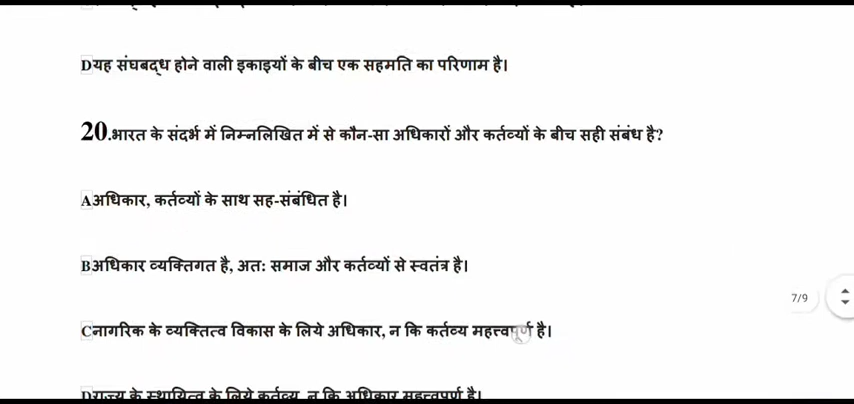 Dयह संघबद्ध होने वाली इकाइयों के बीच एक सहमति का परिणाम है।
20.भारत के संदर्भ में निम्नलिखित में से कौन-सा अधिकारों और कर्तव्यों के बीच सही संबंध है?
Aअधिकार, कर्तव्यों के साथ सह-संबंधित है।
Bअधिकार व्यक्तिगत है, अतः समाज और कर्तव्यों से स्वतंत्र है।
7/9
Cनागरिक के व्यक्तित्व विकास के लिये अधिकार, न कि कर्तव्य महत्त्वपूर्ण है।
Dराज्य के स्थायित्व के लिये कर्तव्य, न कि अधिकार महत्त्वपूर्ण है।